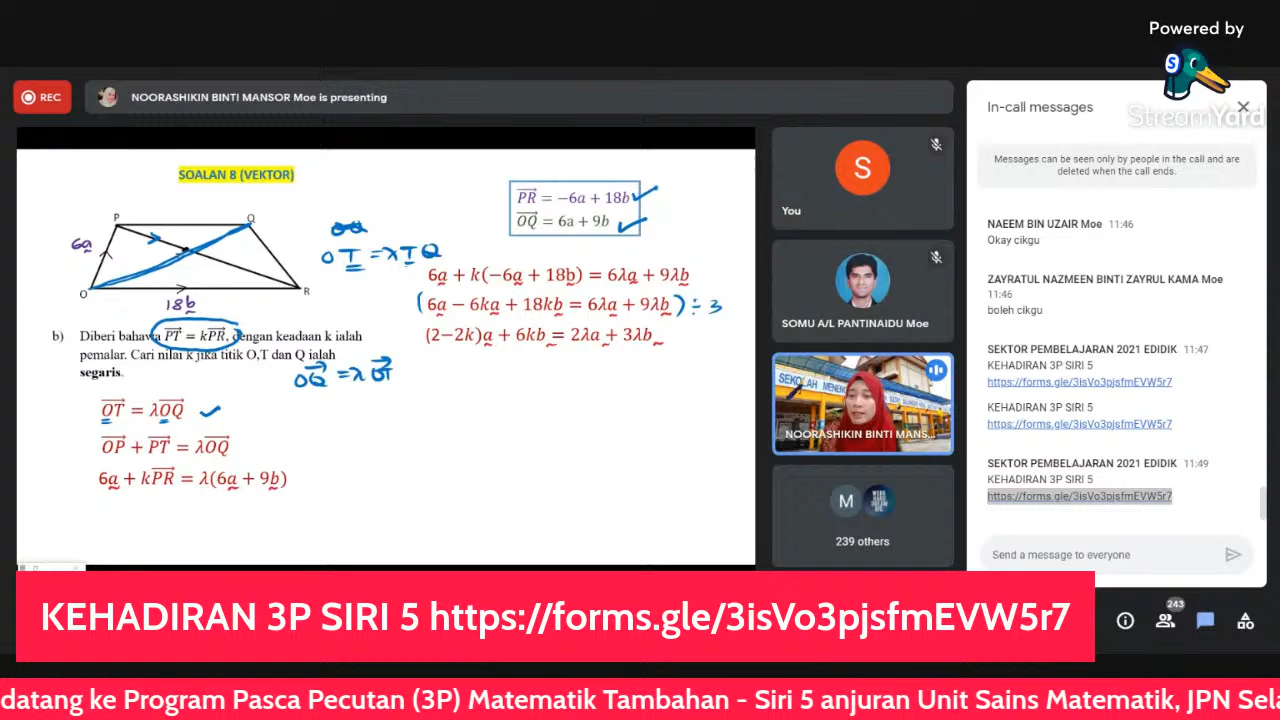 Powered by
S
StreamYard
REC
NOORASHIKIN BINTI MANSOR Moe is presenting
SOALAN 8 (VEKTOR)
P
Q
6a
O
R
18b
OT = λTQ
b) Diberi bahawa PT = kPR, dengan keadaan k ialah
pemalar. Cari nilai k jika titik O,T dan Q ialah
segaris.
OQ = λ OT
OT = λOQ
OP + PT = λOQ
6a + kPR = λ(6a + 9b)
PR = −6a + 18b
OQ = 6a + 9b
6a + k(−6a + 18b) = 6λa + 9λb
(6a − 6ka + 18kb = 6λa + 9λb) ÷ 3
(2−2k)a + 6kb = 2λa + 3λb
S
You
SOMU A/L PANTINAIDU Moe
SEKOLAH MENENG
NOORASHIKIN BINTI MANS...
M
239 others
In-call messages
Messages can be seen only by people in the call and are
deleted when the call ends.
NAEEM BIN UZAIR Moe 11:46
Okay cikgu
ZAYRATUL NAZMEEN BINTI ZAYRUL KAMA Moe
11:46
boleh cikgu
SEKTOR PEMBELAJARAN 2021 EDIDIK 11:47
KEHADIRAN 3P SIRI 5
https://forms.gle/3isVo3pjsfmEVW5r7
KEHADIRAN 3P SIRI 5
https://forms.gle/3isVo3pjsfmEVW5r7
SEKTOR PEMBELAJARAN 2021 EDIDIK 11:49
KEHADIRAN 3P SIRI 5
https://forms.gle/3isVo3pjsfmEVW5r7
Send a message to everyone
243
KEHADIRAN 3P SIRI 5 https://forms.gle/3isVo3pjsfmEVW5r7
datang ke Program Pasca Pecutan (3P) Matematik Tambahan - Siri 5 anjuran Unit Sains Matematik, JPN Sela